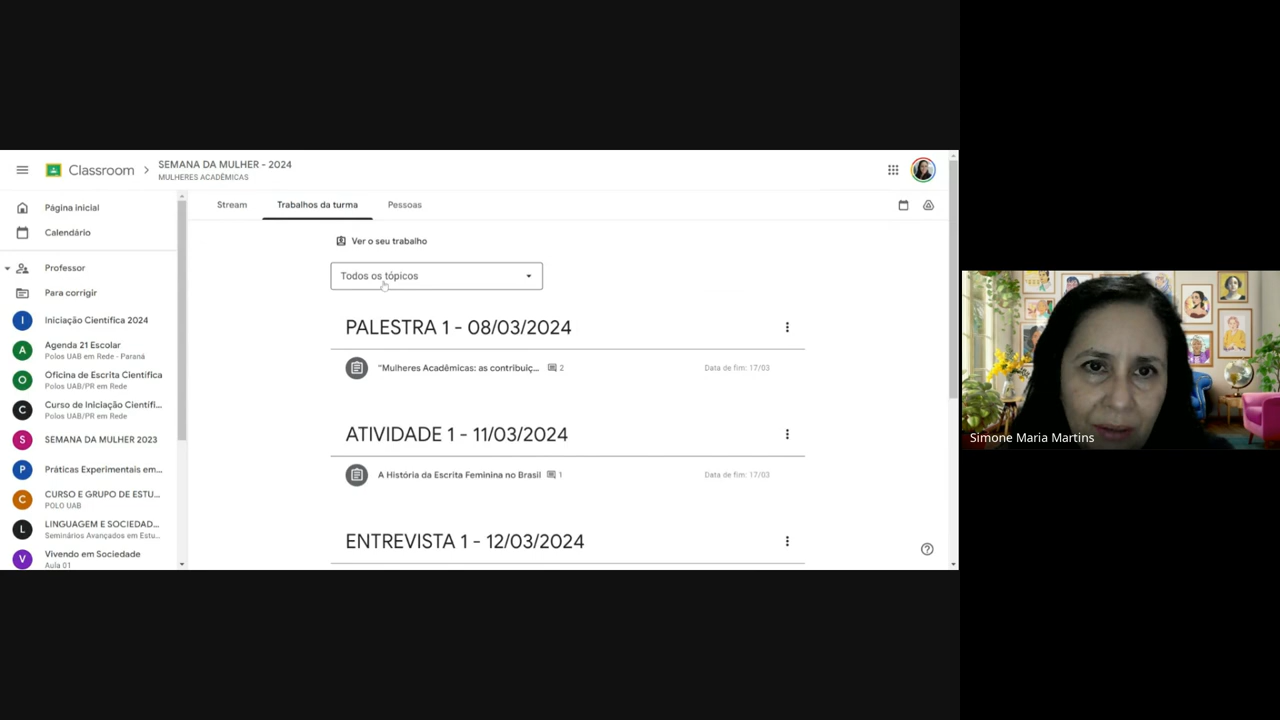 Classroom
SEMANA DA MULHER - 2024
MULHERES ACADÊMICAS
Página inicial
Calendário
Professor
Para corrigir
I
Iniciação Científica 2024
A
Agenda 21 Escolar
Polos UAB em Rede - Paraná
O
Oficina de Escrita Científica
Polos UAB/PR em Rede
C
Curso de Iniciação Científi...
Polos UAB/PR em Rede
S
SEMANA DA MULHER 2023
P
Práticas Experimentais em...
C
CURSO E GRUPO DE ESTU...
POLO UAB
L
LINGUAGEM E SOCIEDAD...
Seminários Avançados em Estu...
V
Vivendo em Sociedade
Aula 01
Stream Trabalhos da turma Pessoas
Ver o seu trabalho
Todos os tópicos
PALESTRA 1 - 08/03/2024
"Mulheres Acadêmicas: as contribuiç... 2 Data de fim: 17/03
ATIVIDADE 1 - 11/03/2024
A História da Escrita Feminina no Brasil 1 Data de fim: 17/03
ENTREVISTA 1 - 12/03/2024
Simone Maria Martins